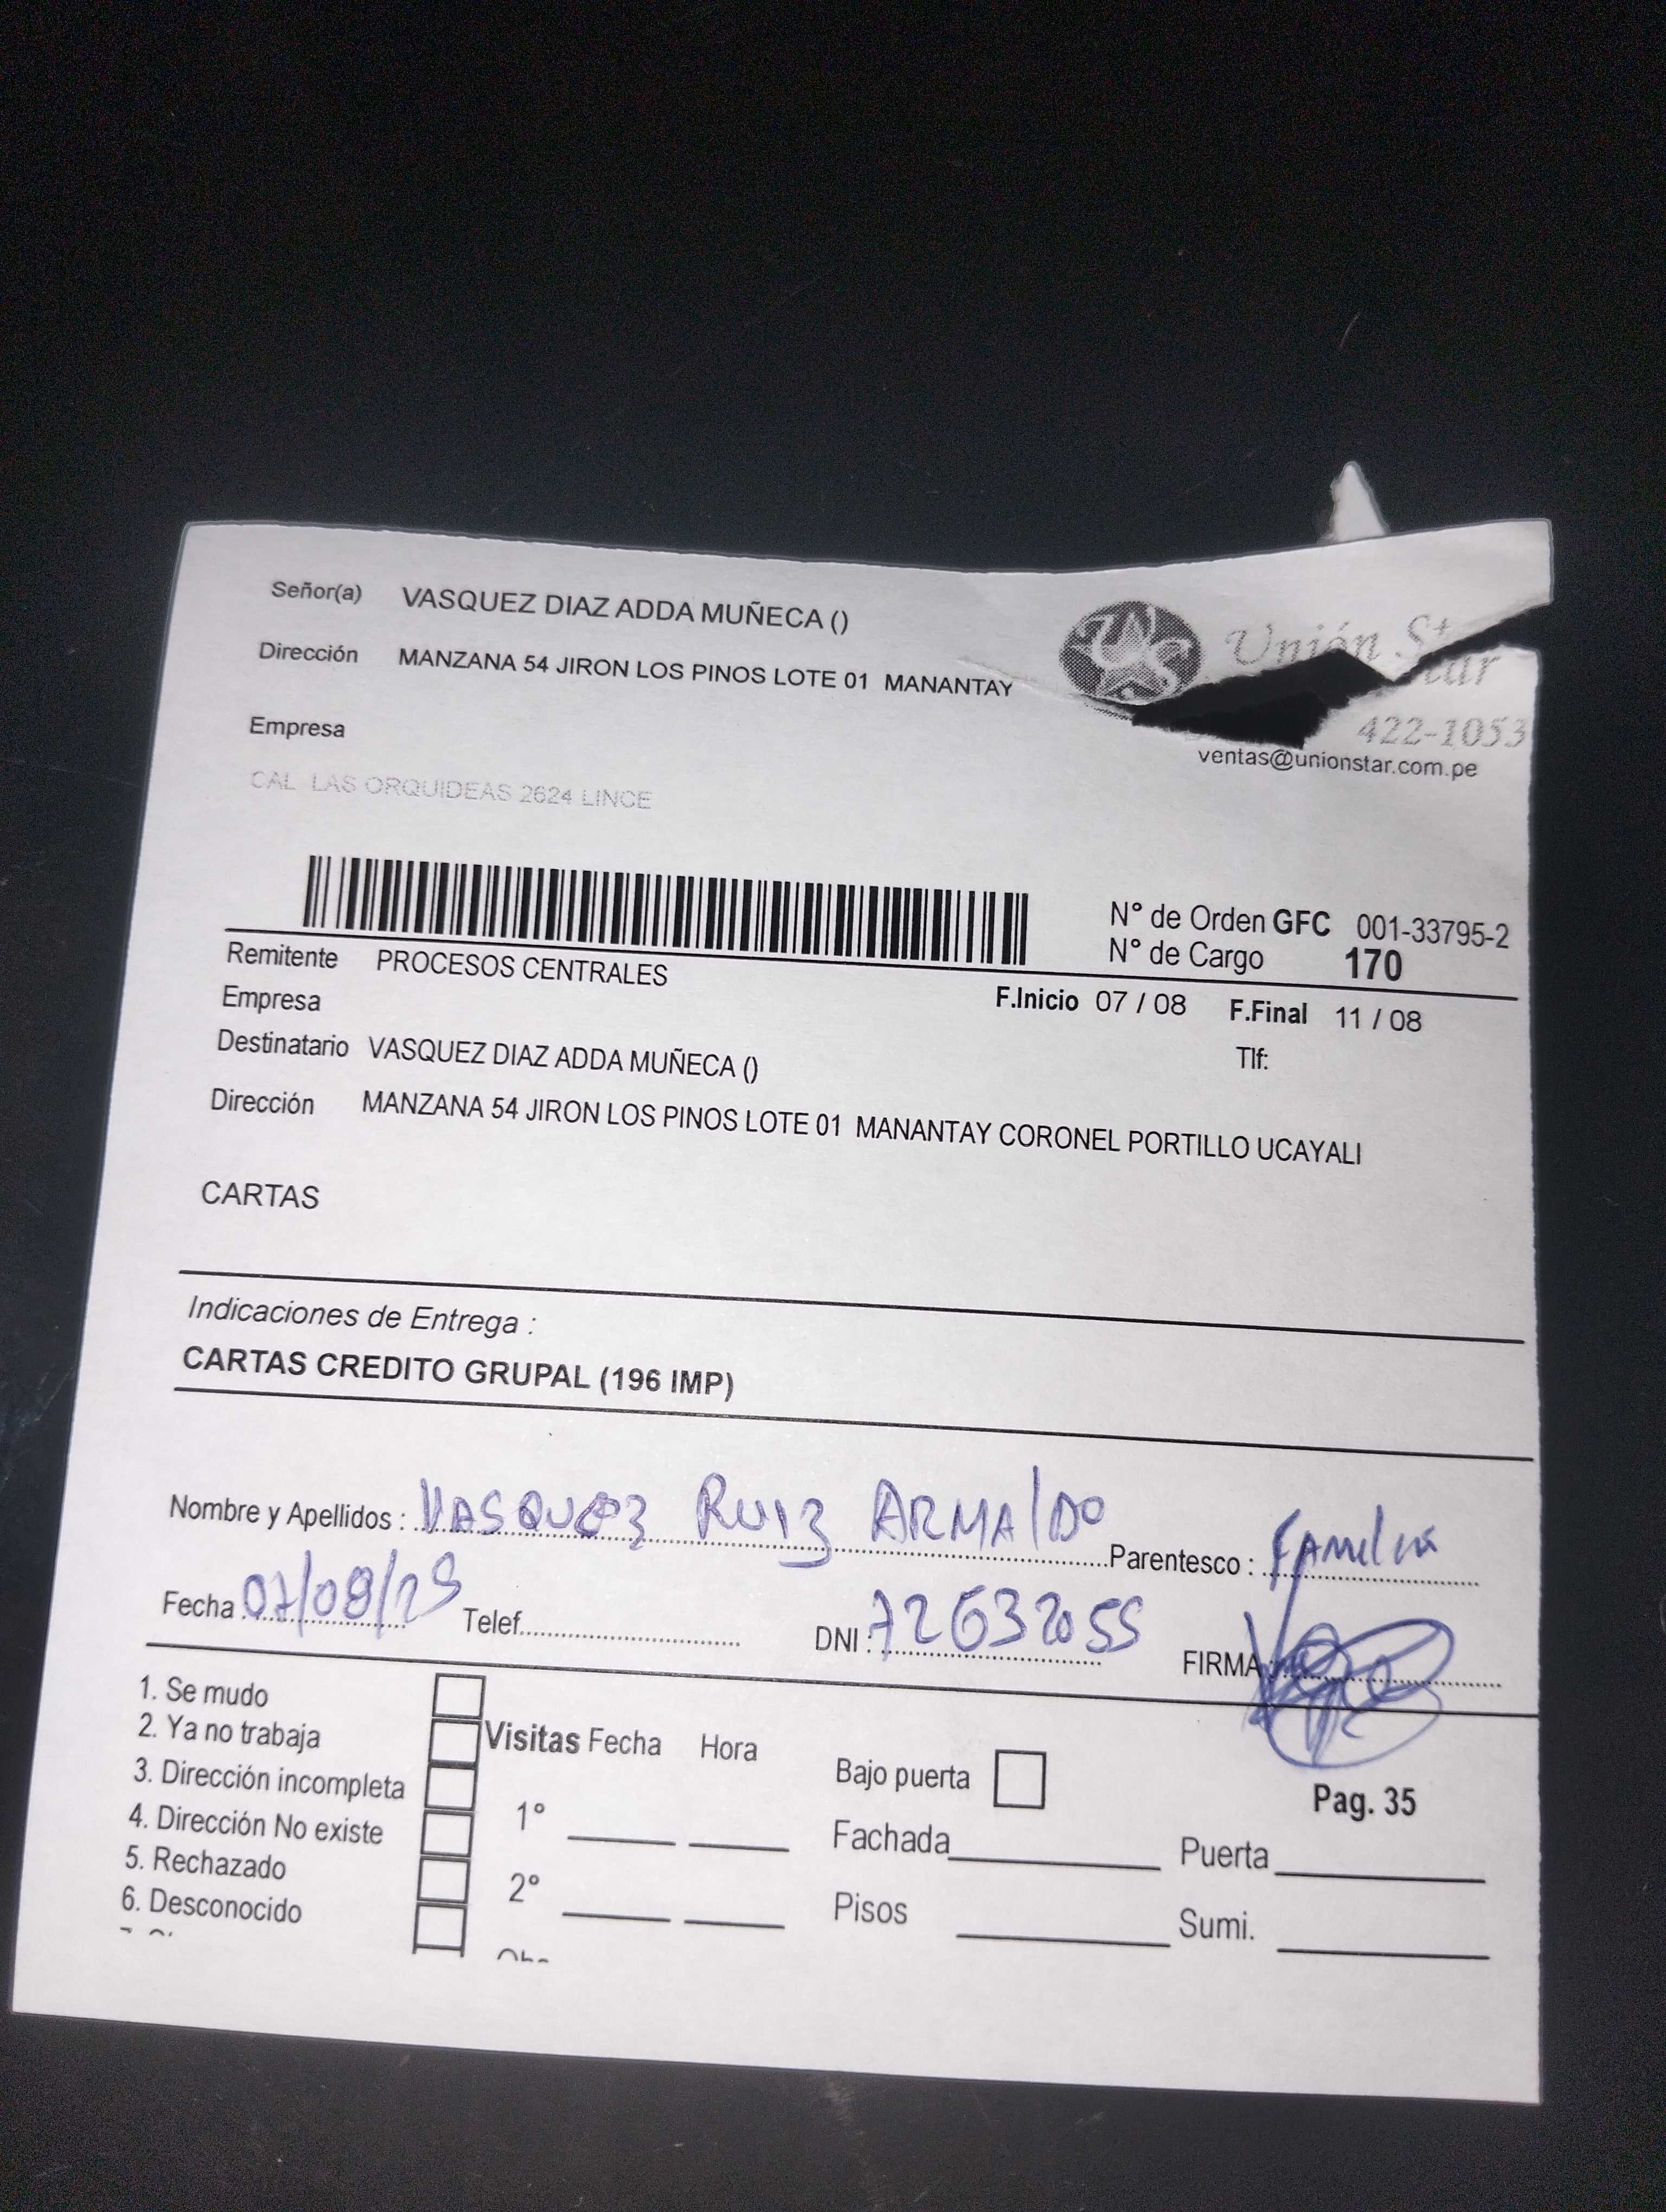 Señor(a) VASQUEZ DIAZ ADDA MUÑECA ()
Unión Star
Dirección MANZANA 54 JIRON LOS PINOS LOTE 01 MANANTAY
422-1053
Empresa
ventas@unionstar.com.pe
CAL LAS ORQUIDEAS 2624 LINCE
N° de Orden GFC 001-33795-2
N° de Cargo 170
Remitente PROCESOS CENTRALES
Empresa F.Inicio 07 / 08 F.Final 11 / 08
Destinatario VASQUEZ DIAZ ADDA MUÑECA () Tlf:
Dirección MANZANA 54 JIRON LOS PINOS LOTE 01 MANANTAY CORONEL PORTILLO UCAYALI
CARTAS
Indicaciones de Entrega :
CARTAS CREDITO GRUPAL (196 IMP)
Nombre y Apellidos : VASQUEZ RUIZ ARMAlDO Parentesco :
Fecha 07/08/25 Telef. DNI : 72632055 FIRMA
1. Se mudo
2. Ya no trabaja Visitas Fecha Hora
3. Dirección incompleta Bajo puerta Pag. 35
4. Dirección No existe 1° Fachada Puerta
5. Rechazado
6. Desconocido 2° Pisos Sumi.